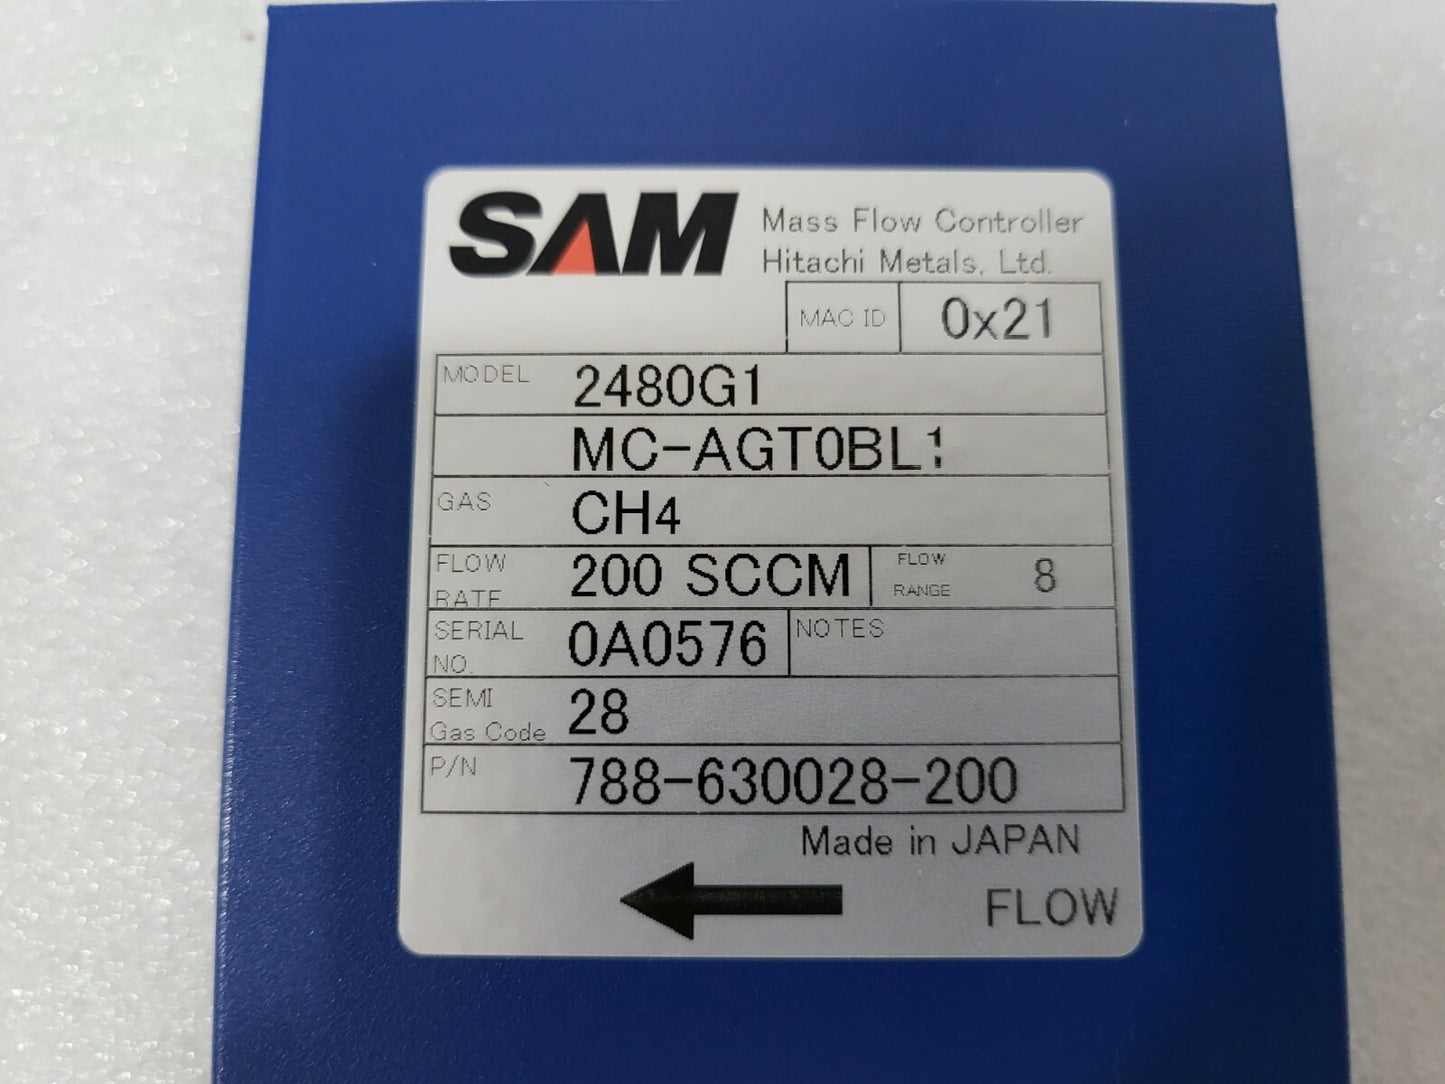 SAM Mass Flow Controller
Hitachi Metals, Ltd.
MAC ID 0x21
MODEL 2480G1
MC-AGT0BL1
GAS CH4
FLOW RATE 200 SCCM FLOW RANGE 8
SERIAL NO. 0A0576 NOTES
SEMI Gas Code 28
P/N 788-630028-200
Made in JAPAN
FLOW